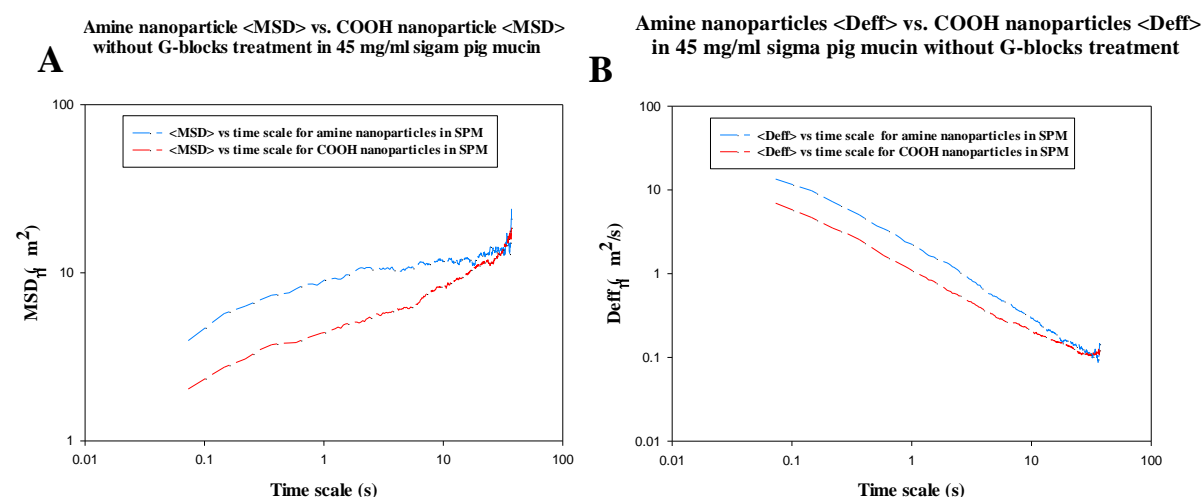 Amine nanoparticle <MSD> vs. COOH nanoparticle <MSD>
without G-blocks treatment in 45 mg/ml sigam pig mucin
A
100
<MSD> vs time scale for amine nanoparticles in SPM
<MSD> vs time scale for COOH nanoparticles in SPM
MSD (m²)
10
1
0.01 0.1 1 10 100
Time scale (s)
Amine nanoparticles <Deff> vs. COOH nanoparticles <Deff>
in 45 mg/ml sigma pig mucin without G-blocks treatment
B
100
<Deff> vs time scale for amine nanoparticles in SPM
<Deff> vs time scale for COOH nanoparticles in SPM
10
Deff (m²/s)
1
0.1
0.01
0.01 0.1 1 10 100
Time scale (s)